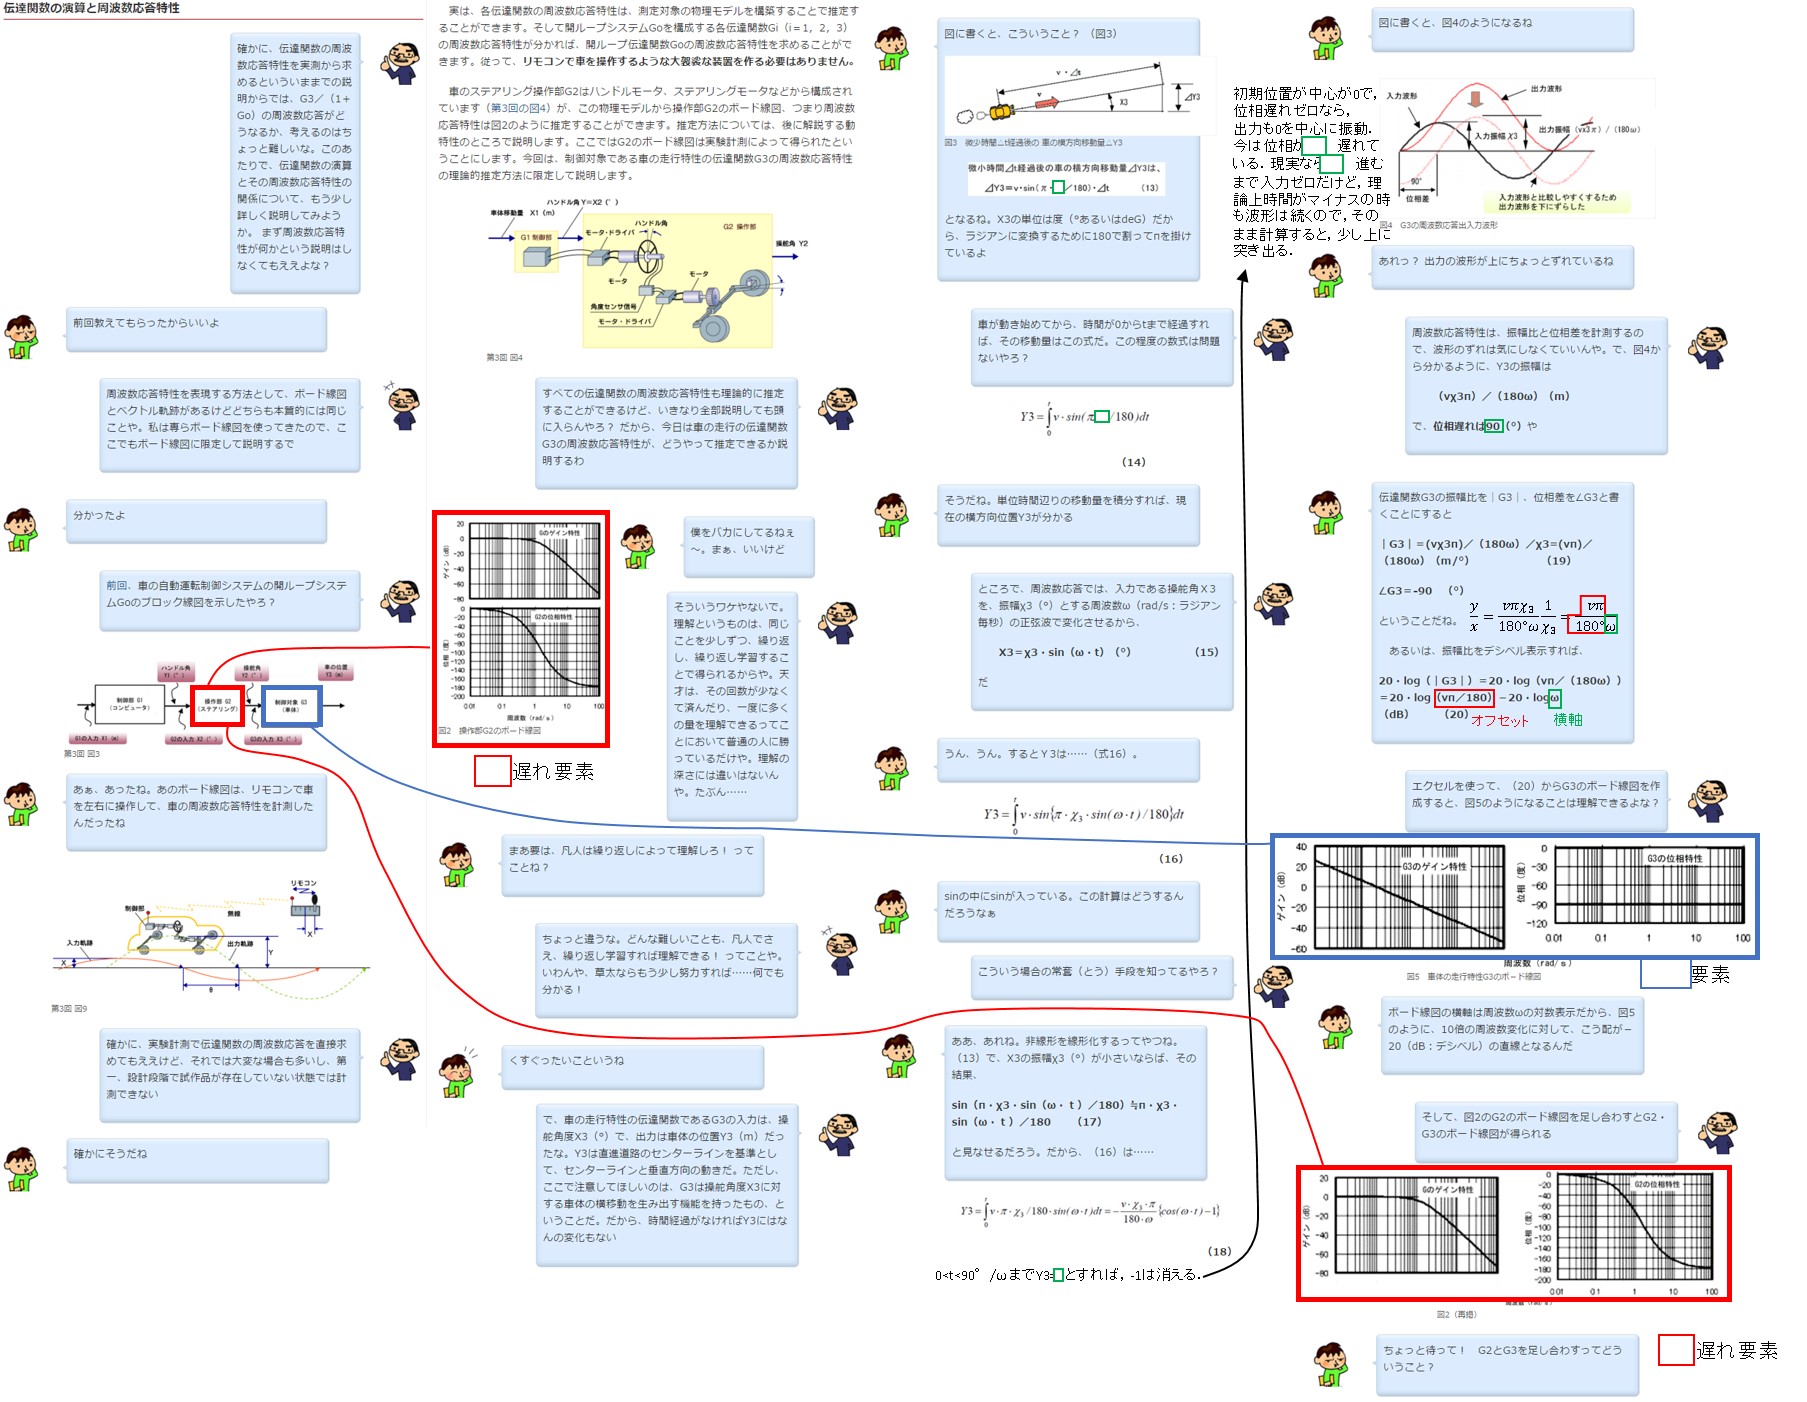 伝達関数の演算と周波数応答特性
確かに、伝達関数の周波
数応答特性を実測から求
めるといういままでの説
明からでは、G3／（1＋
Go）の周波数応答がど
うなるか、考えるのはち
ょっと難しいな。このあ
たりで、伝達関数の演算
とその周波数応答特性の
関係について、もう少し
詳しく説明してみよう
か。 まず周波数応答特
性が何かという説明はし
なくてもええよな？
前回教えてもらったからいいよ
周波数応答特性を表現する方法として、ボード線図
とベクトル軌跡があるけどどちらも本質的には同じ
ことや。私は専らボード線図を使ってきたので、こ
こでもボード線図に限定して説明するで
分かったよ
前回、車の自動運転制御システムの開ループシステ
ムGoのブロック線図を示したやろ？
ハンドル角
Y1 (°)
操舵角
Y2 (°)
車の位置
Y3 (m)
制御部 G1
（コンピュータ）
操作部 G2
（ステアリング）
制御対象 G3
（車体）
G1の入力 X1 (m)
G2の入力 X2 (°)
G3の入力 X3 (°)
第3回 図3
あぁ、あったね。あのボード線図は、リモコンで車
を左右に操作して、車の周波数応答特性を計測した
んだったね
リモコン
制御部
無線
入力軌跡
出力軌跡
X
X
Y
θ
第3回 図9
確かに、実験計測で伝達関数の周波数応答を直接求
めてもええけど、それでは大変な場合も多いし、第
一、設計段階で試作品が存在していない状態では計
測できない
確かにそうだね
実は、各伝達関数の周波数応答特性は、測定対象の物理モデルを構築することで推定す
ることができます。そして開ループシステムGoを構成する各伝達関数Gi（i＝1，2，3）
の周波数応答特性が分かれば、開ループ伝達関数Goの周波数応答特性を求めることがで
きます。従って、リモコンで車を操作するような大袈裟な装置を作る必要はありません。
車のステアリング操作部G2はハンドルモータ、ステアリングモータなどから構成され
ています（第3回の図4）が、この物理モデルから操作部G2のボード線図、つまり周波数
応答特性は図2のように推定することができます。推定方法については、後に解説する動
特性のところで説明します。ここではG2のボード線図は実験計測によって得られたとい
うことにします。今回は、制御対象である車の走行特性の伝達関数G3の周波数応答特性
の理論的推定方法に限定して説明します。
ハンドル角 Y=X2 (°)
車体移動量 X1 (m)
ハンドル角
G1 制御部
モータ・ドライバ
G2 操作部
操舵角 Y2
モータ
モータ
角度センサ信号
モータ・ドライバ
第3回 図4
すべての伝達関数の周波数応答特性も理論的に推定
することができるけど、いきなり全部説明しても頭
に入らんやろ？ だから、今日は車の走行の伝達関数
G3の周波数応答特性が、どうやって推定できるか説
明するわ
20
0
-20
-40
-60
-80
ゲイン（dB）
Gのゲイン特性
0
-20
-40
-60
-80
-100
-120
-140
-160
-180
-200
位相（度）
G2の位相特性
0.01
0.1
1
10
100
周波数（rad/s）
図2 操作部G2のボード線図
遅れ要素
僕をバカにしてるねぇ
～。まぁ、いいけど
そういうワケやないで。
理解というものは、同じ
ことを少しずつ、繰り返
し、繰り返し学習するこ
とで得られるからや。天
才は、その回数が少なく
て済んだり、一度に多く
の量を理解できるってこ
とにおいて普通の人に勝
っているだけや。理解の
深さには違いはないん
や。たぶん……
まあ要は、凡人は繰り返しによって理解しろ！ って
ことね？
ちょっと違うな。どんな難しいことも、凡人でさ
え、繰り返し学習すれば理解できる！ ってことや。
いわんや、草太ならもう少し努力すれば……何でも
分かる！
くすぐったいこというね
で、車の走行特性の伝達関数であるG3の入力は、操
舵角度X3（°）で、出力は車体の位置Y3（m）だっ
たな。Y3は直進道路のセンターラインを基準とし
て、センターラインと垂直方向の動きだ。ただし、
ここで注意してほしいのは、G3は操舵角度X3に対
する車体の横移動を生み出す機能を持ったもの、と
いうことだ。だから、時間経過がなければY3にはな
んの変化もない
図に書くと、こういうこと？（図3）
v・⊿t
v
X3
⊿Y3
図3 微少時間△t経過後の 車の横方向移動量△Y3
微小時間⊿t経過後の車の横方向移動量⊿Y3は、
⊿Y3=v・sin(π・ /180)・⊿t (13)
となるね。X3の単位は度（°あるいはdeG）だか
ら、ラジアンに変換するために180で割ってπを掛け
ているよ
車が動き始めてから、時間が0からtまで経過すれ
ば、その移動量はこの式だ。この程度の数式は問題
ないやろ？
Y3 = ∫₀ᵗ v・sin(π /180)dt
（14）
そうだね。単位時間辺りの移動量を積分すれば、現
在の横方向位置Y3が分かる
ところで、周波数応答では、入力である操舵角Ｘ3
を、振幅χ3（°）とする周波数ω（rad/s：ラジアン
毎秒）の正弦波で変化させるから、
X3＝χ3・sin（ω・t）（°） （15）
だ
うん、うん。するとＹ3は……（式16）。
Y3 = ∫₀ᵗ v・sin{π・χ₃・sin(ω・t)/180}dt
（16）
sinの中にsinが入っている。この計算はどうするん
だろうなぁ
こういう場合の常套（とう）手段を知ってるやろ？
ああ、あれね。非線形を線形化するってやつね。
（13）で、X3の振幅χ3（°）が小さいならば、その
結果、
sin（π・χ3・sin（ω・ｔ）／180）≒π・χ3・
sin（ω・ｔ）／180 （17）
と見なせるだろう。だから、（16）は……
Y3 = ∫₀ᵗ v・π・χ₃/180・sin(ω・t)dt = −(v・χ₃・π)/(180・ω){cos(ω・t)−1}
（18）
0<t<90° /ωまでY3= とすれば, -1は消える.
初期位置が中心が0で,
位相遅れゼロなら,
出力も0を中心に振動.
今は位相が 遅れて
いる. 現実なら 進む
まで入力ゼロだけど, 理
論上時間がマイナスの時
も波形は続くので, その
まま計算すると, 少し上に
突き出る.
図に書くと、図4のようになるね
入力波形
出力波形
入力振幅 χ3
出力振幅 (vx3π)/(180ω)
90°
位相差
入力波形と比較しやすくするため
出力波形を下にずらした
図4 G3の周波数応答出入力波形
あれっ？ 出力の波形が上にちょっとずれているね
周波数応答特性は、振幅比と位相差を計測するの
で、波形のずれは気にしなくていいんや。で、図4か
ら分かるように、Y3の振幅は
（vχ3π）／（180ω）（m）
で、位相遅れは90（°）や
伝達関数G3の振幅比を｜G3｜、位相差を∠G3と書
くことにすると
｜G3｜＝(vχ3π)／（180ω）／χ3＝(vπ)／
（180ω）（m/°） （19）
∠G3＝-90 （°）
ということだね。 y/x = vπχ₃/180°ω 1/χ₃ = vπ/180°ω
あるいは、振幅比をデシベル表示すれば、
20・log（｜G3｜）＝20・log（vπ／（180ω））
＝20・log（vπ／180）－20・logω
（dB） （20） オフセット 横軸
エクセルを使って、（20）からG3のボード線図を作
成すると、図5のようになることは理解できるよな？
40
20
0
-20
-40
-60
ゲイン（dB）
G3のゲイン特性
0
-30
-60
-90
-120
位相（度）
G3の位相特性
0.01
0.1
1
10
100
周波数（rad/s）
図5 車体の走行特性G3のボード線図
要素
ボード線図の横軸は周波数ωの対数表示だから、図5
のように、10倍の周波数変化に対して、こう配が－
20（dB：デシベル）の直線となるんだ
そして、図2のG2のボード線図を足し合わすとG2・
G3のボード線図が得られる
20
0
-20
-40
-60
-80
ゲイン（dB）
Gのゲイン特性
0
-20
-40
-60
-80
-100
-120
-140
-160
-180
-200
位相（度）
G2の位相特性
0.01
0.1
1
10
100
図2（再掲）
遅れ要素
ちょっと待って！ G2とG3を足し合わすってどう
いうこと？